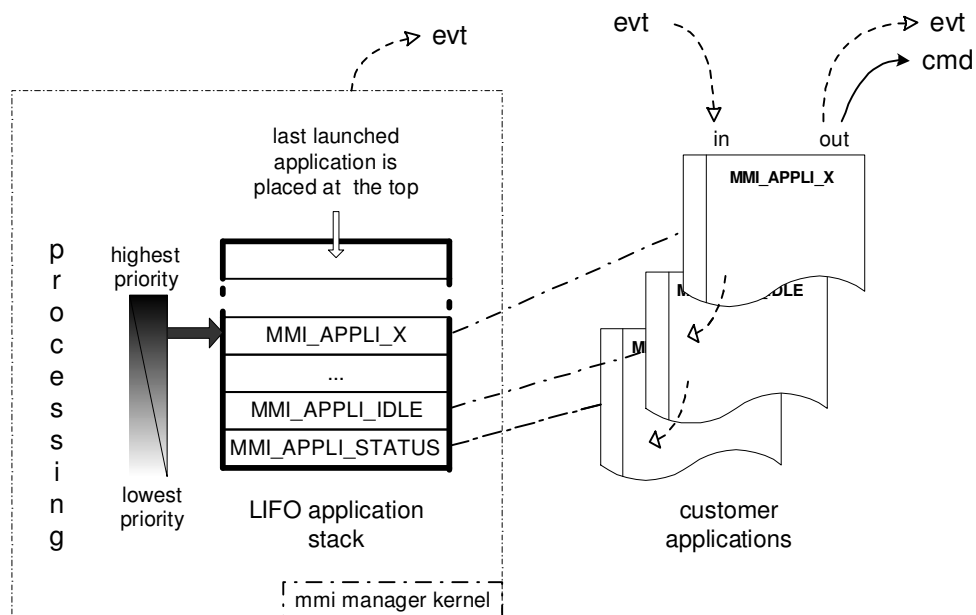 evt
evt
evt
cmd
in
out
last launched
application is
placed at the top
MMI_APPLI_X
processing
highest
priority
MMI_APPLI_X
...
MMI_APPLI_IDLE
MMI_APPLI_STATUS
lowest
priority
LIFO application
stack
customer
applications
mmi manager kernel